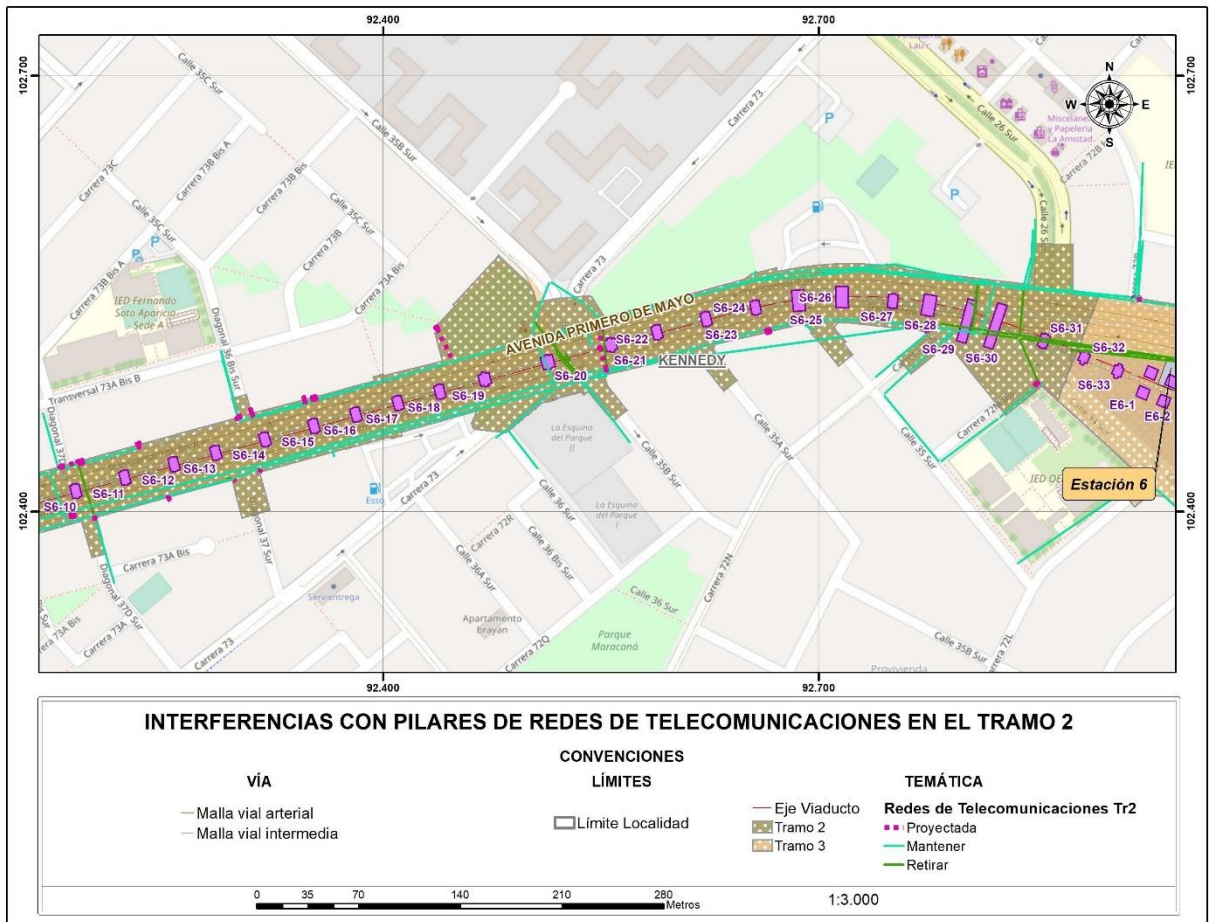 92.400
92.700
102.700
102.700
Calle 35C Sur
Carrera 73
Calle 35B Sur
Calle 26 Sur
Calle 26 Sur
N
W
E
S
P
P
Miscelánea
y Papeleria
La Amistad
Carrera 73C
Carrera 73B Bis A
Carrera 73B Bis
Calle 35C Sur
Calle 35C Sur
Carrera 73B
Carrera 73A Bis
Carrera 73B Bis A
P
P
IED Fernando
Soto Aparicio
- Sede A
Carrera 73
Diagonal 36 Bis Sur
Transversal 73A Bis B
AVENIDA PRIMERO DE MAYO
KENNEDY
S6-10
S6-11
S6-12
S6-13
S6-14
S6-15
S6-16
S6-17
S6-18
S6-19
S6-20
S6-21
S6-22
S6-23
S6-24
S6-25
S6-26
S6-27
S6-28
S6-29
S6-30
S6-31
S6-32
S6-33
E6-1
E6-2
Estación 6
La Esquina
del Parque
II
La Esquina
del Parque
I
Calle 35B Sur
Calle 35A Sur
Calle 35 Sur
Esso
Carrera 73
Carrera 72R
Calle 36 Sur
Calle 36 Bis Sur
Calle 36A Sur
Carrera 72N
102.400
102.400
Carrera 73A Bis
Diagonal 37D Sur
Carrera 73A
Carrera 73
Servientrega
Apartamento
brayan
Carrera 72Q
Calle 36 Sur
Parque
Maracaná
Calle 35B Sur
Carrera 72L
Provivienda
92.400
92.700
INTERFERENCIAS CON PILARES DE REDES DE TELECOMUNICACIONES EN EL TRAMO 2
CONVENCIONES
VÍA
Malla vial arterial
Malla vial intermedia
LÍMITES
Límite Localidad
TEMÁTICA
Eje Viaducto
Tramo 2
Tramo 3
Redes de Telecomunicaciones Tr2
Proyectada
Mantener
Retirar
0 35 70 140 210 280
Metros
1:3.000